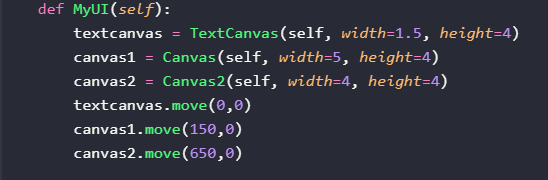 def MyUI(self):
textcanvas = TextCanvas(self, width=1.5, height=4)
canvas1 = Canvas(self, width=5, height=4)
canvas2 = Canvas2(self, width=4, height=4)
textcanvas.move(0,0)
canvas1.move(150,0)
canvas2.move(650,0)